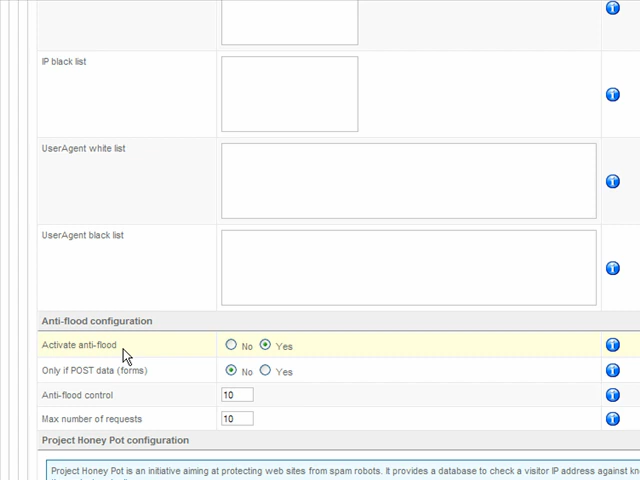 IP black list
UserAgent white list
UserAgent black list
Anti-flood configuration
Activate anti-flood No Yes
Only if POST data (forms) No Yes
Anti-flood control 10
Max number of requests 10
Project Honey Pot configuration
Project Honey Pot is an initiative aiming at protecting web sites from spam robots. It provides a database to check a visitor IP address against